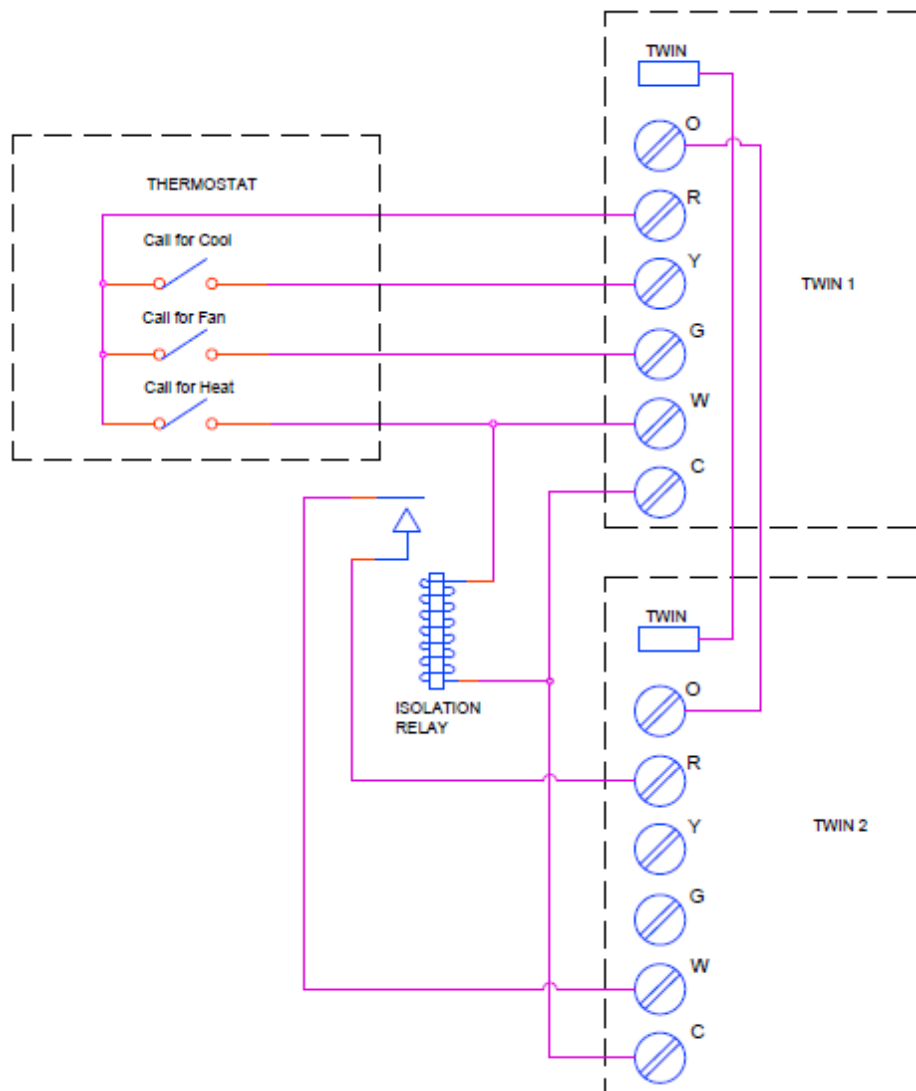 TWIN
O
THERMOSTAT
R
Call for Cool
Y
TWIN 1
Call for Fan
G
Call for Heat
W
C
TWIN
ISOLATION
RELAY
O
R
Y
TWIN 2
G
W
C